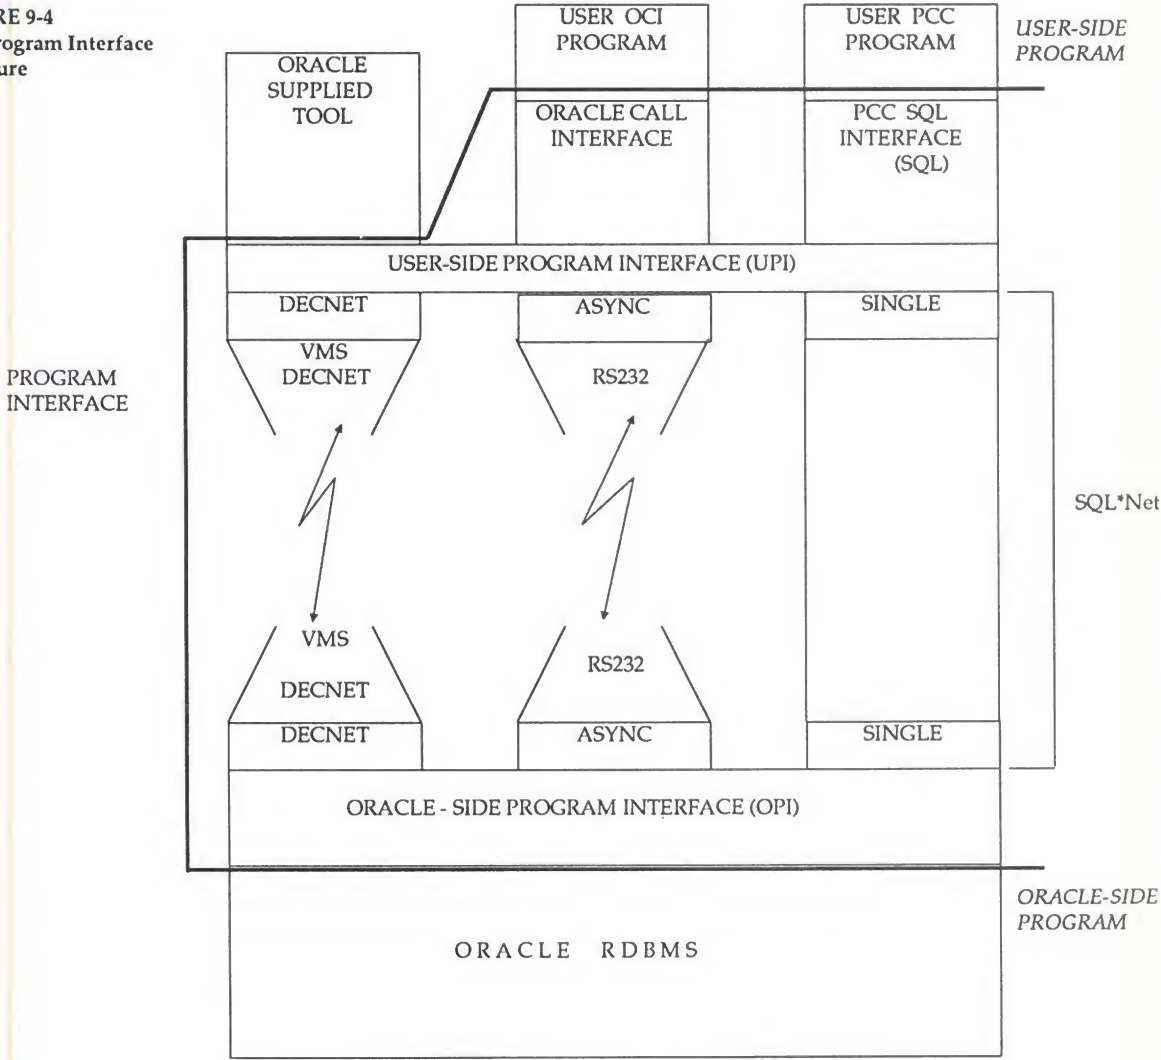 RE 9-4
ogram Interface
ure
ORACLE
SUPPLIED
TOOL
USER OCI
PROGRAM
USER PCC
PROGRAM
USER-SIDE
PROGRAM
ORACLE CALL
INTERFACE
PCC SQL
INTERFACE
(SQL)
USER-SIDE PROGRAM INTERFACE (UPI)
DECNET
ASYNC
SINGLE
VMS
DECNET
RS232
PROGRAM
INTERFACE
SQL*Net
VMS
DECNET
RS232
DECNET
ASYNC
SINGLE
ORACLE - SIDE PROGRAM INTERFACE (OPI)
ORACLE-SIDE
PROGRAM
ORACLE RDBMS